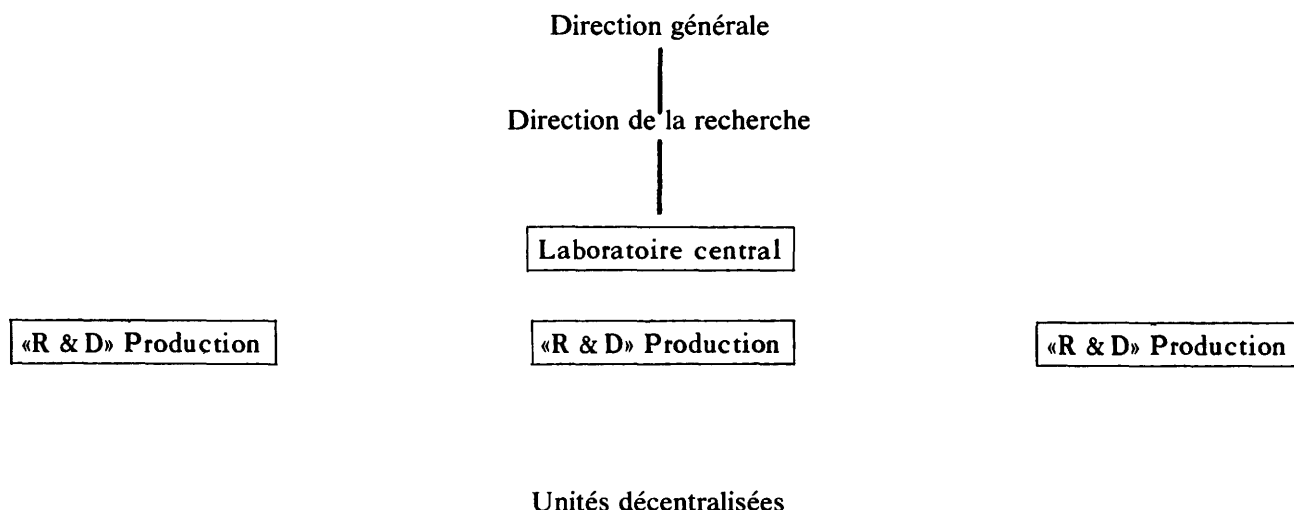 Direction générale
Direction de la recherche
Laboratoire central
«R & D» Production
«R & D» Production
«R & D» Production
Unités décentralisées